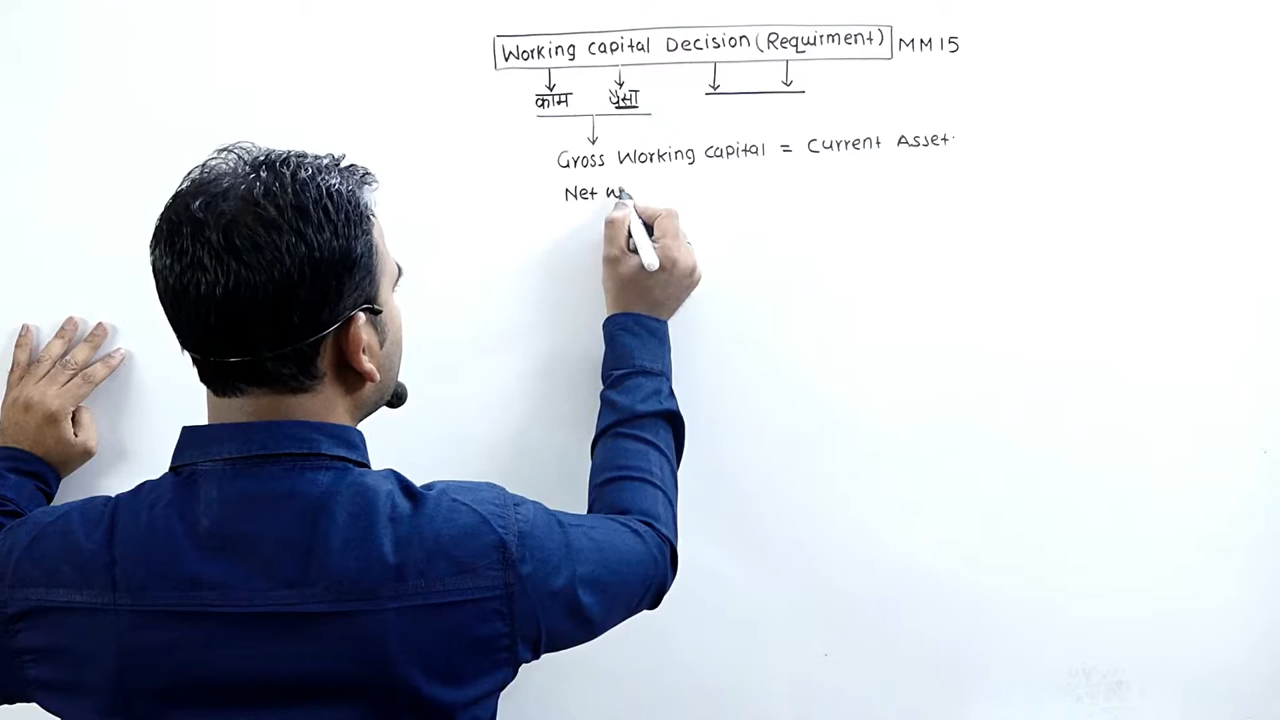 Working capital Decision (Requirment) MM15
काम पैसा
Gross Working capital = Current Asset.
Net